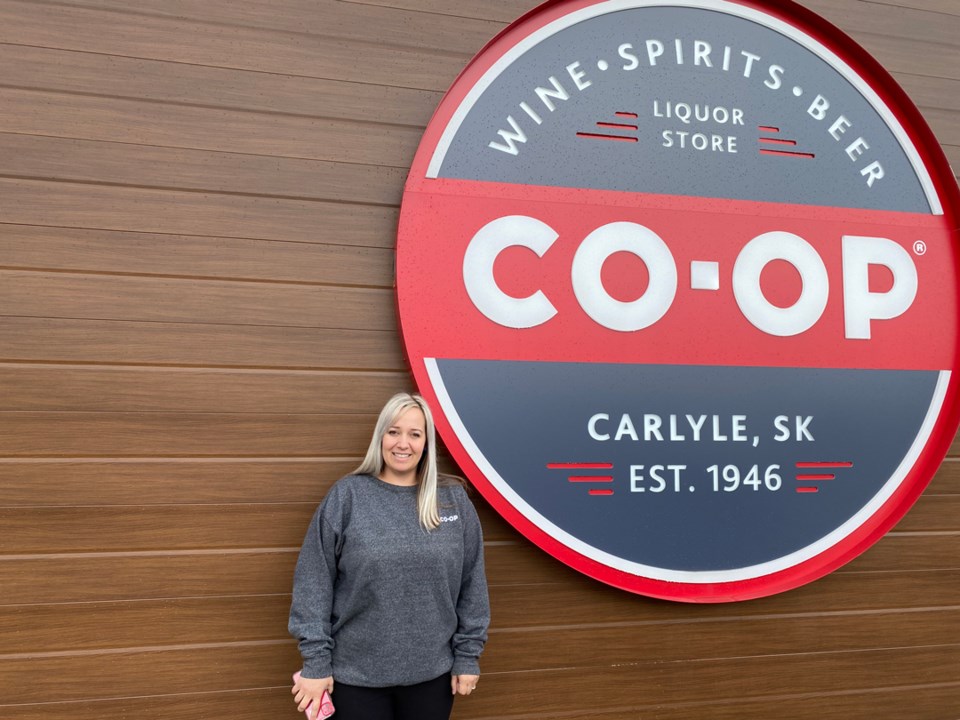 WINE • SPIRITS • BEER
LIQUOR
STORE
CO-OP®
CARLYLE, SK
EST. 1946
CO-OP